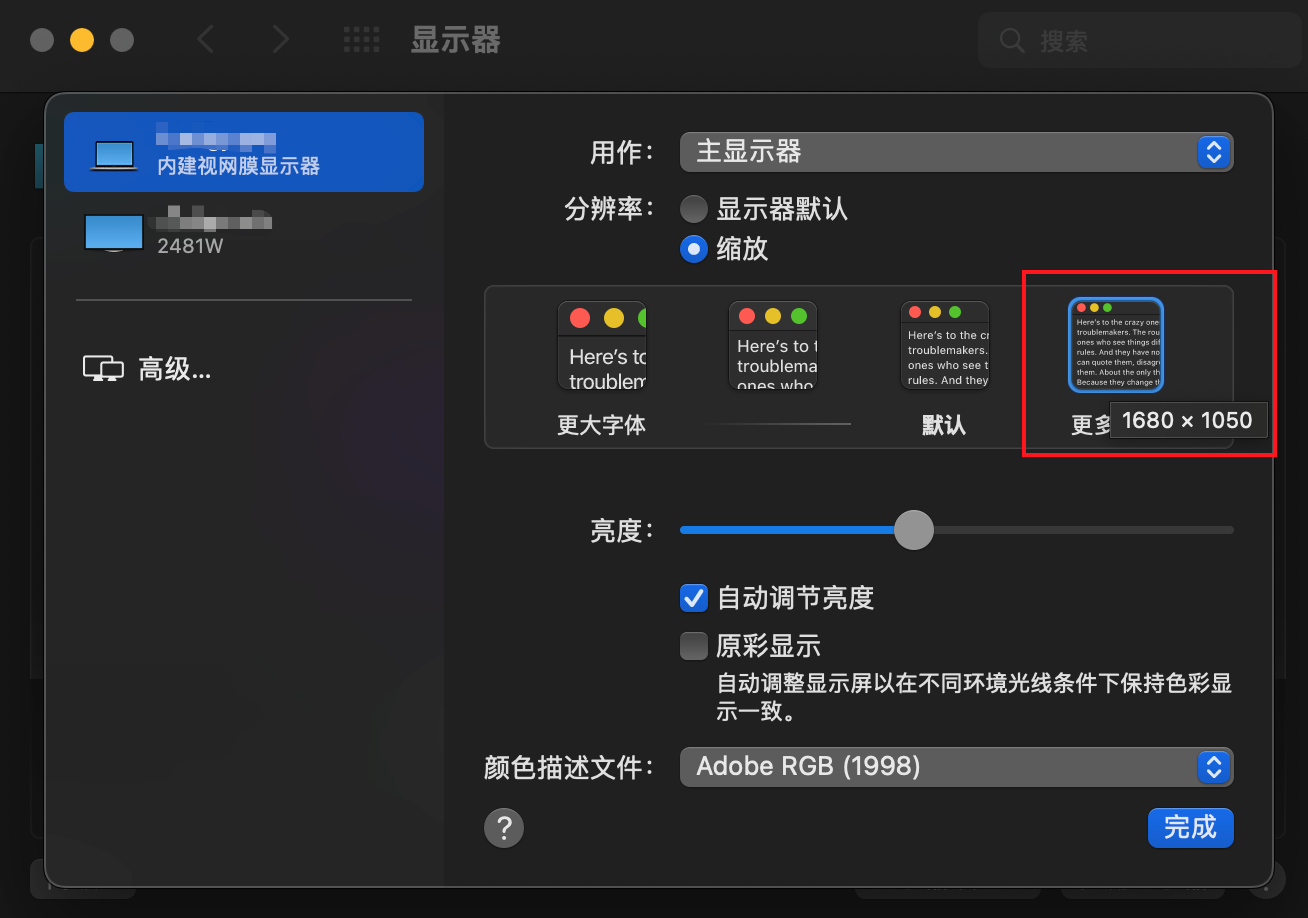 显示器
搜索
内建视网膜显示器
2481W
高级...
用作：
主显示器
分辨率：
显示器默认
缩放
Here's to
troublem
Here's to t
troublema
ones who
Here's to the cr
troublemakers.
ones who see t
rules. And they
Here's to the crazy one
troublemakers. The rou
ones who see things dif
rules. And they have no
can quote them, disagr
them. About the only th
Because they change th
更大字体
默认
更多
1680 × 1050
亮度：
自动调节亮度
原彩显示
自动调整显示屏以在不同环境光线条件下保持色彩显
示一致。
颜色描述文件：
Adobe RGB (1998)
?
完成